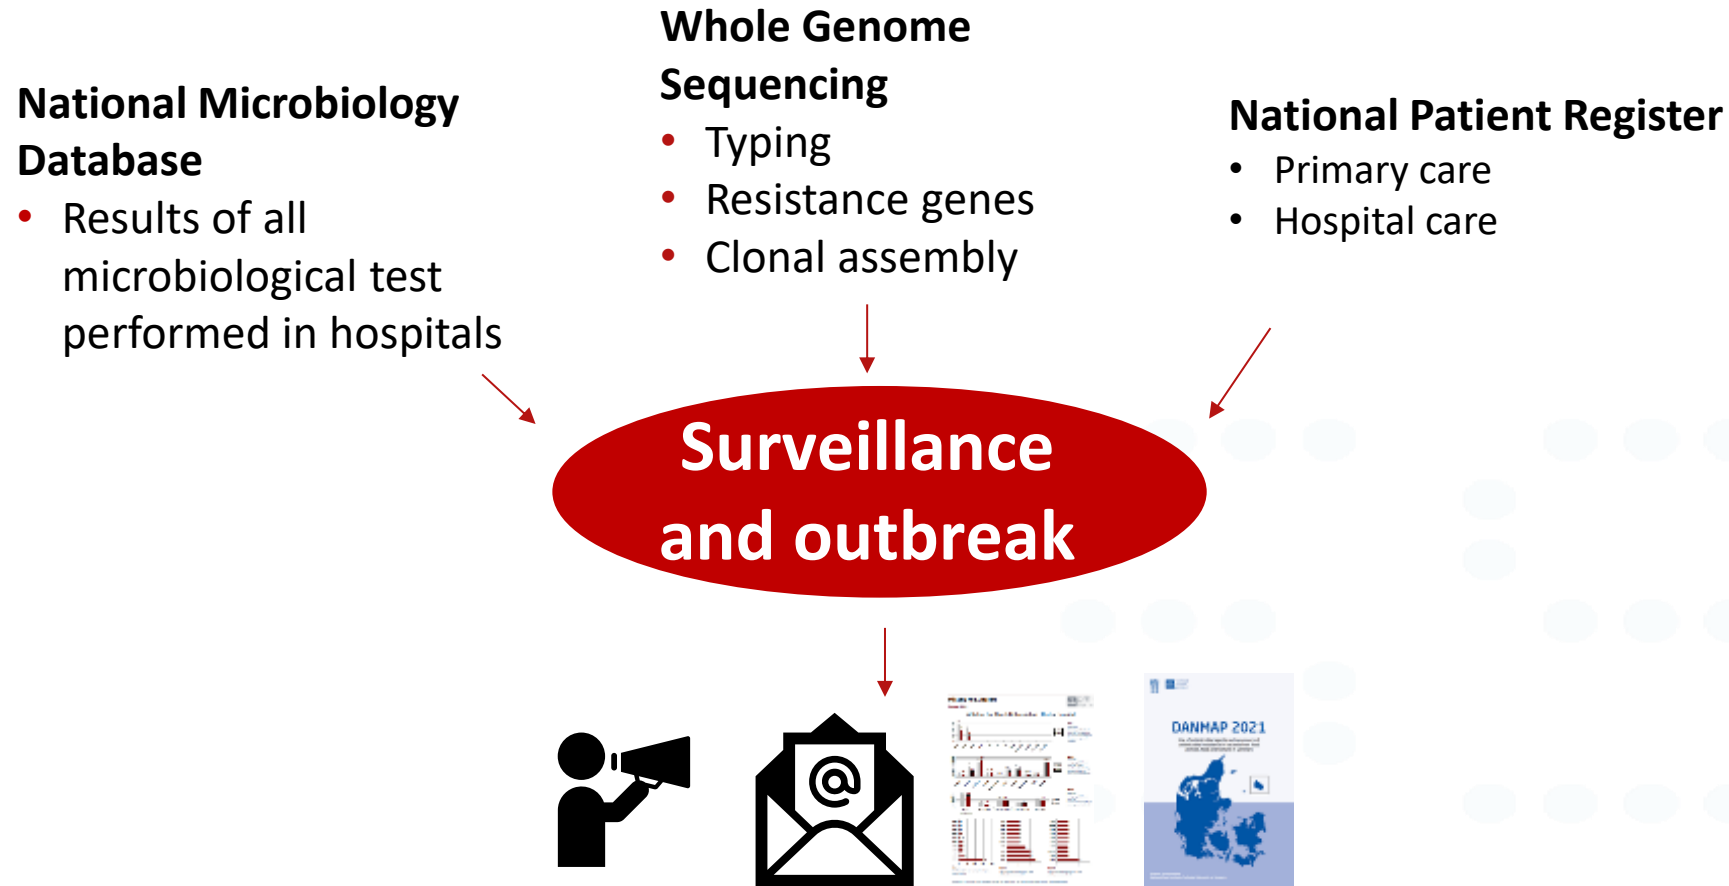 National Microbiology
Database
• Results of all
microbiological test
performed in hospitals
Whole Genome
Sequencing
• Typing
• Resistance genes
• Clonal assembly
National Patient Register
• Primary care
• Hospital care
Surveillance
and outbreak
@
DANMAP 2021